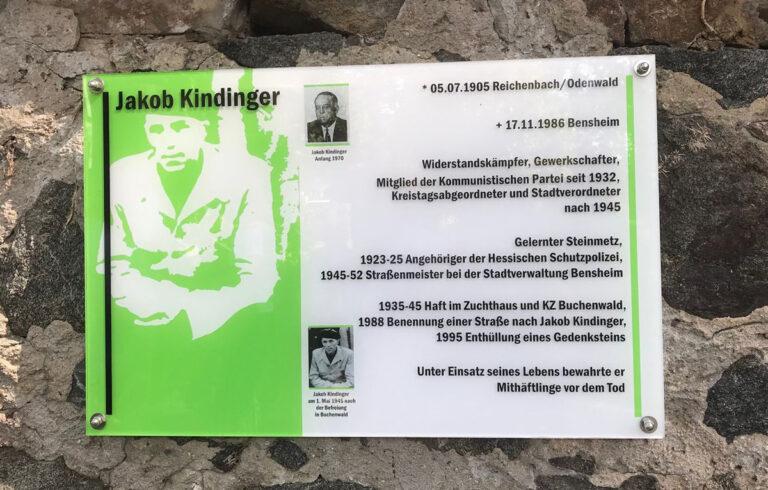 Jakob Kindinger
Jakob Kindinger
Anfang 1970
* 05.07.1905 Reichenbach/Odenwald
+ 17.11.1986 Bensheim
Widerstandskämpfer, Gewerkschafter,
Mitglied der Kommunistischen Partei seit 1932,
Kreistagsabgeordneter und Stadtverordneter
nach 1945
Gelernter Steinmetz,
1923-25 Angehöriger der Hessischen Schutzpolizei,
1945-52 Straßenmeister bei der Stadtverwaltung Bensheim
1935-45 Haft im Zuchthaus und KZ Buchenwald,
1988 Benennung einer Straße nach Jakob Kindinger,
1995 Enthüllung eines Gedenksteins
Unter Einsatz seines Lebens bewahrte er
Mithäftlinge vor dem Tod
Jakob Kindinger
am 1. Mai 1945 nach
der Befreiung
in Buchenwald